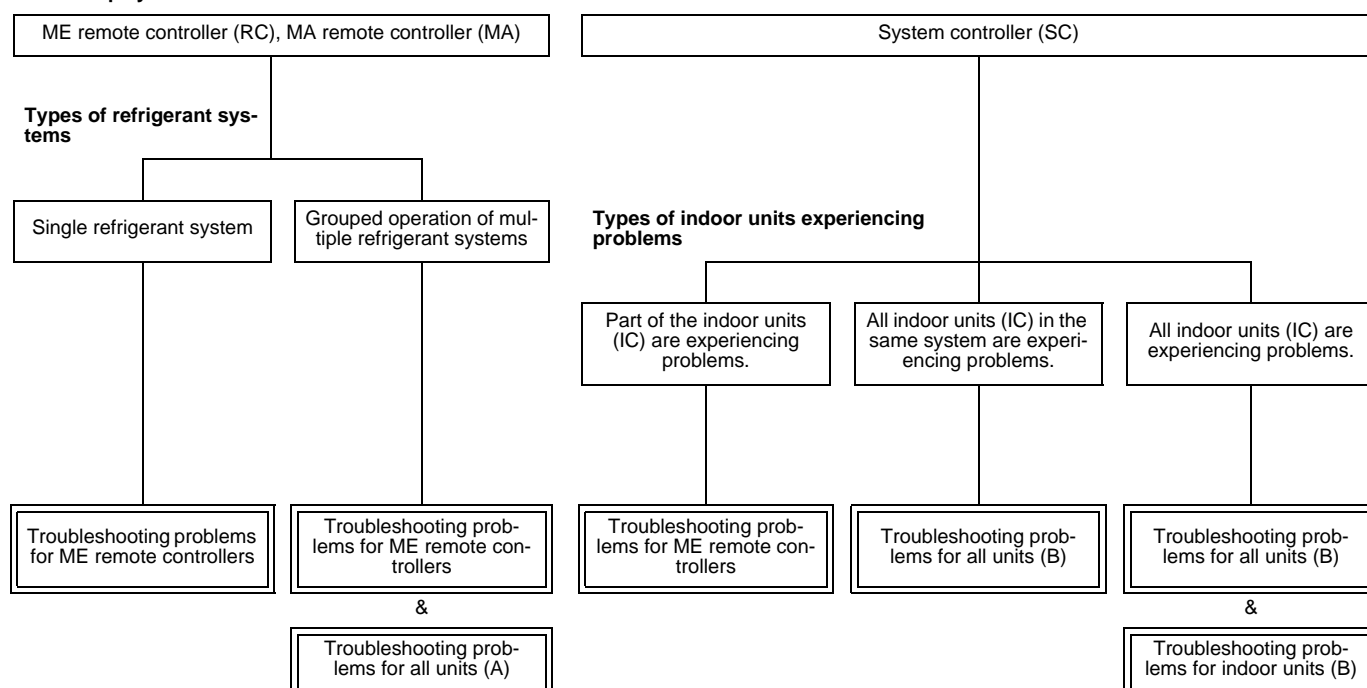 ME remote controller (RC), MA remote controller (MA)
System controller (SC)
Types of refrigerant sys-
tems
Single refrigerant system
Grouped operation of mul-
tiple refrigerant systems
Types of indoor units experiencing
problems
Part of the indoor units
(IC) are experiencing
problems.
All indoor units (IC) in the
same system are experi-
encing problems.
All indoor units (IC) are
experiencing problems.
Troubleshooting problems
for ME remote controllers
Troubleshooting prob-
lems for ME remote con-
trollers
&
Troubleshooting prob-
lems for all units (A)
Troubleshooting prob-
lems for ME remote con-
trollers
Troubleshooting prob-
lems for all units (B)
Troubleshooting prob-
lems for all units (B)
&
Troubleshooting prob-
lems for indoor units (B)